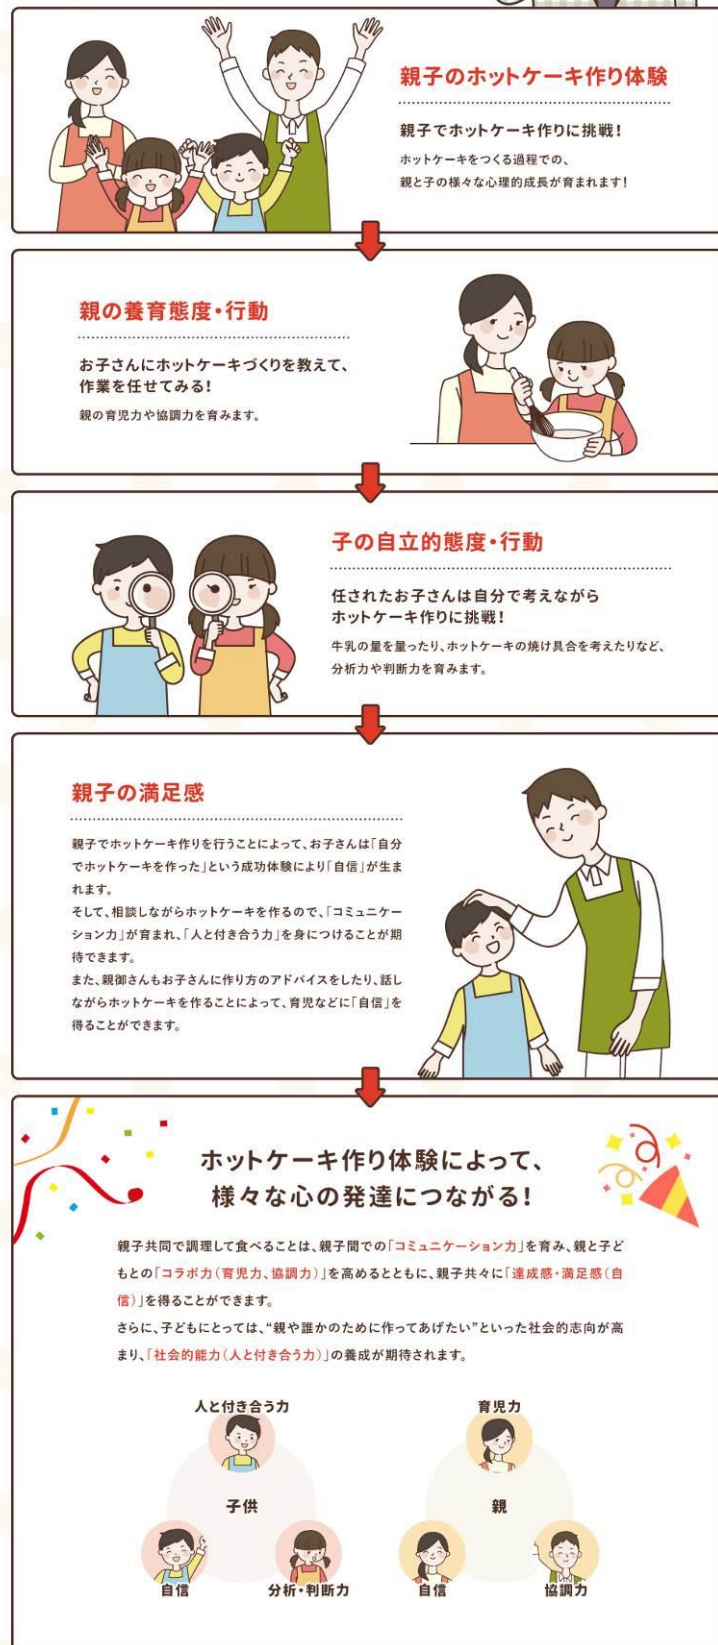 親子のホットケーキ作り体験
親子でホットケーキ作りに挑戦！
ホットケーキをつくる過程での、
親と子の様々な心理的成長が育まれます！
親の養育態度・行動
お子さんにホットケーキづくりを教えて、
作業を任せてみる！
親の育児力や協調力を育みます。
子の自立的態度・行動
任されたお子さんは自分で考えながら
ホットケーキ作りに挑戦！
牛乳の量を量ったり、ホットケーキの焼け具合を考えたりなど、
分析力や判断力を育みます。
親子の満足感
親子でホットケーキ作りを行うことによって、お子さんは「自分
でホットケーキを作った」という成功体験により「自信」が生ま
れます。
そして、相談しながらホットケーキを作るので、「コミュニケー
ション力」が育まれ、「人と付き合う力」を身につけることが期
待できます。
また、親御さんもお子さんに作り方のアドバイスをしたり、話し
ながらホットケーキを作ることによって、育児などに「自信」を
得ることができます。
ホットケーキ作り体験によって、
様々な心の発達につながる！
親子共同で調理して食べることは、親子間での「コミュニケーション力」を育み、親と子ど
もとの「コラボ力（育児力、協調力）」を高めるとともに、親子共々に「達成感・満足感（自
信）」を得ることができます。
さらに、子どもにとっては、“親や誰かのために作ってあげたい”といった社会的志向が高
まり、「社会的能力（人と付き合う力）」の養成が期待されます。
人と付き合う力
子供
自信
分析・判断力
育児力
親
自信
協調力